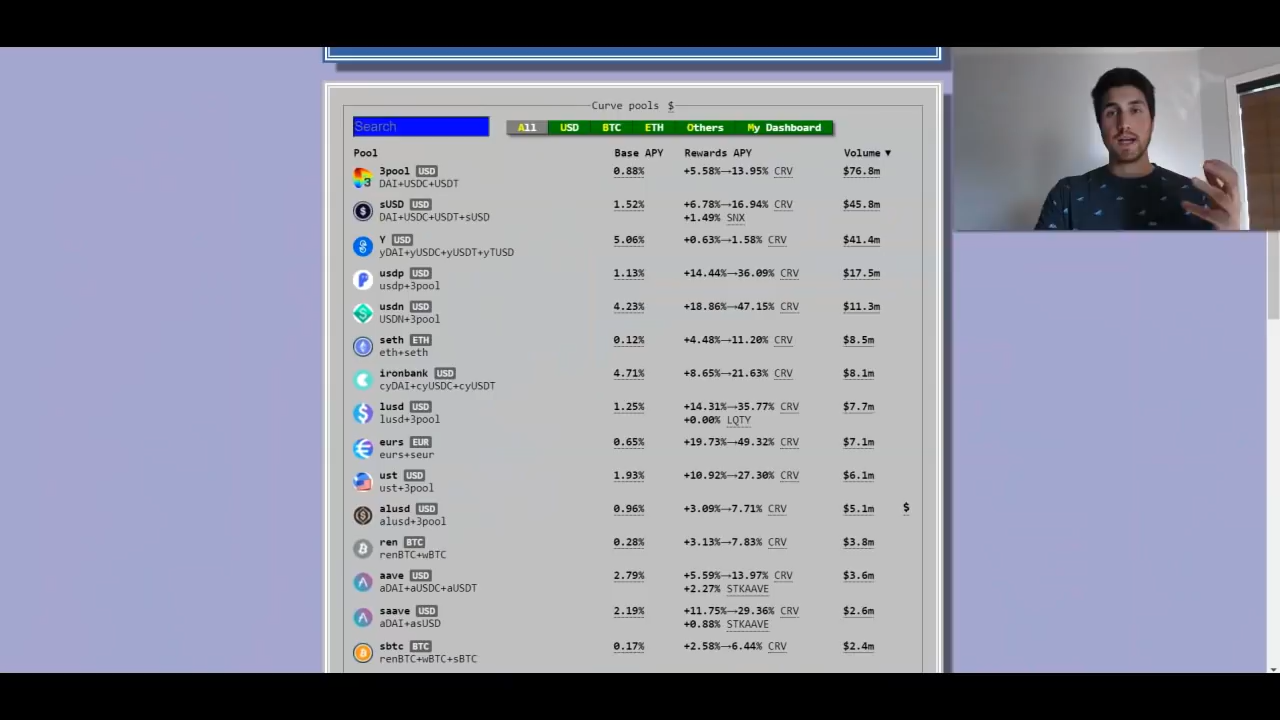 Curve pools $
Search All USD BTC ETH Others My Dashboard
Pool Base APY Rewards APY Volume ▼
3pool USD 0.88% +5.58%→13.95% CRV $76.8m
DAI+USDC+USDT
sUSD USD 1.52% +6.78%→16.94% CRV $45.8m
DAI+USDC+USDT+sUSD +1.49% SNX
Y USD 5.06% +0.63%→1.58% CRV $41.4m
yDAI+yUSDC+yUSDT+yTUSD
usdp USD 1.13% +14.44%→36.09% CRV $17.5m
usdp+3pool
usdn USD 4.23% +18.86%→47.15% CRV $11.3m
USDN+3pool
seth ETH 0.12% +4.48%→11.20% CRV $8.5m
eth+seth
ironbank USD 4.71% +8.65%→21.63% CRV $8.1m
cyDAI+cyUSDC+cyUSDT
lusd USD 1.25% +14.31%→35.77% CRV $7.7m
lusd+3pool +0.00% LQTY
eurs EUR 0.65% +19.73%→49.32% CRV $7.1m
eurs+seur
ust USD 1.93% +10.92%→27.30% CRV $6.1m
ust+3pool
alusd USD 0.96% +3.09%→7.71% CRV $5.1m $
alusd+3pool
ren BTC 0.28% +3.13%→7.83% CRV $3.8m
renBTC+wBTC
aave USD 2.79% +5.59%→13.97% CRV $3.6m
aDAI+aUSDC+aUSDT +2.27% STKAAVE
saave USD 2.19% +11.75%→29.36% CRV $2.6m
aDAI+asUSD +0.88% STKAAVE
sbtc BTC 0.17% +2.58%→6.44% CRV $2.4m
renBTC+wBTC+sBTC